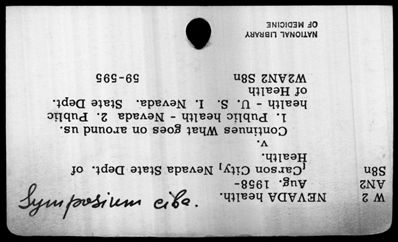 W 2 NEVADA health.
AN2 Aug. 1958-
S8n [Carson City] Nevada State Dept. of
Health.
v.
Continues What goes on around us.
1. Public health - Nevada 2. Public
health - U. S. I. Nevada. State Dept.
of Health
W2AN2 S8n 59-595
NATIONAL LIBRARY
OF MEDICINE
Symposium ciba.